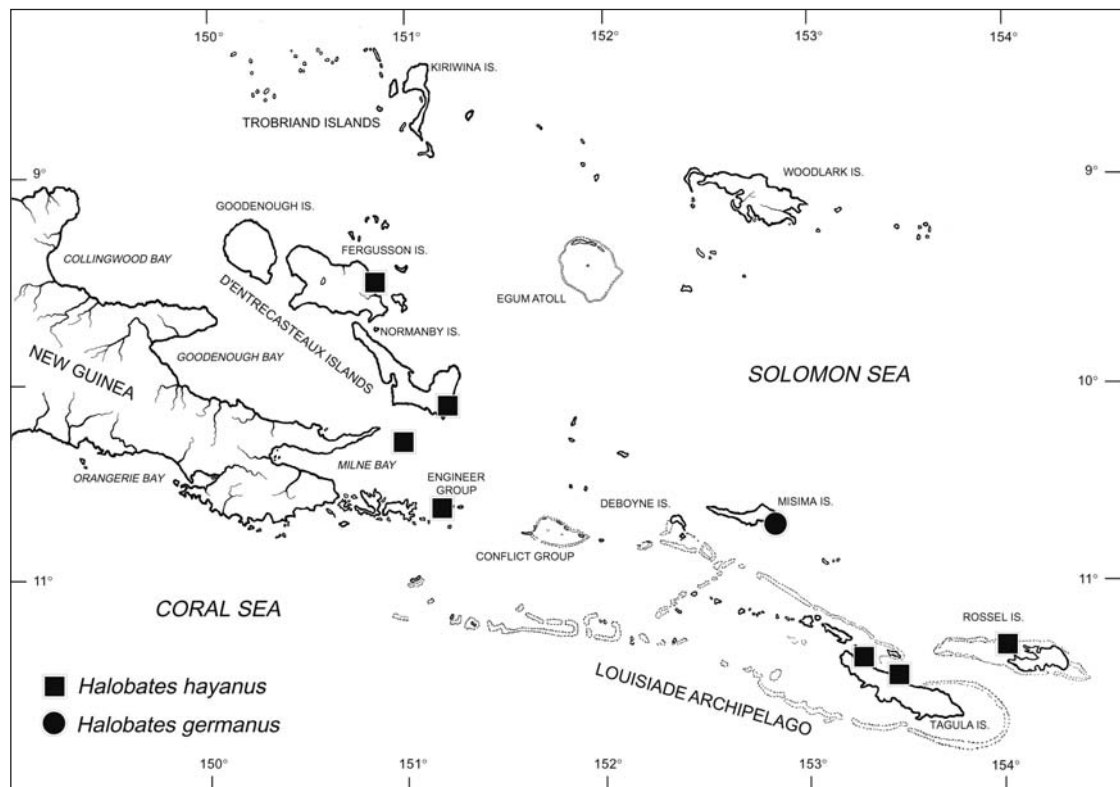 150° 151° 152° 153° 154°
KIRIWINA IS.
TROBRIAND ISLANDS
9° 9°
WOODLARK IS.
GOODENOUGH IS.
FERGUSSON IS.
COLLINGWOOD BAY
EGUM ATOLL
D'ENTRECASTEAUX ISLANDS
NORMANBY IS.
GOODENOUGH BAY
NEW GUINEA
SOLOMON SEA
10°
MILNE BAY
ORANGERIE BAY
ENGINEER
GROUP
DEBOYNE IS.
MISIMA IS.
CONFLICT GROUP
11° 11°
CORAL SEA
ROSSEL IS.
LOUISIADE ARCHIPELAGO
TAGULA IS.
Halobates hayanus
Halobates germanus
150° 151° 152° 153° 154°